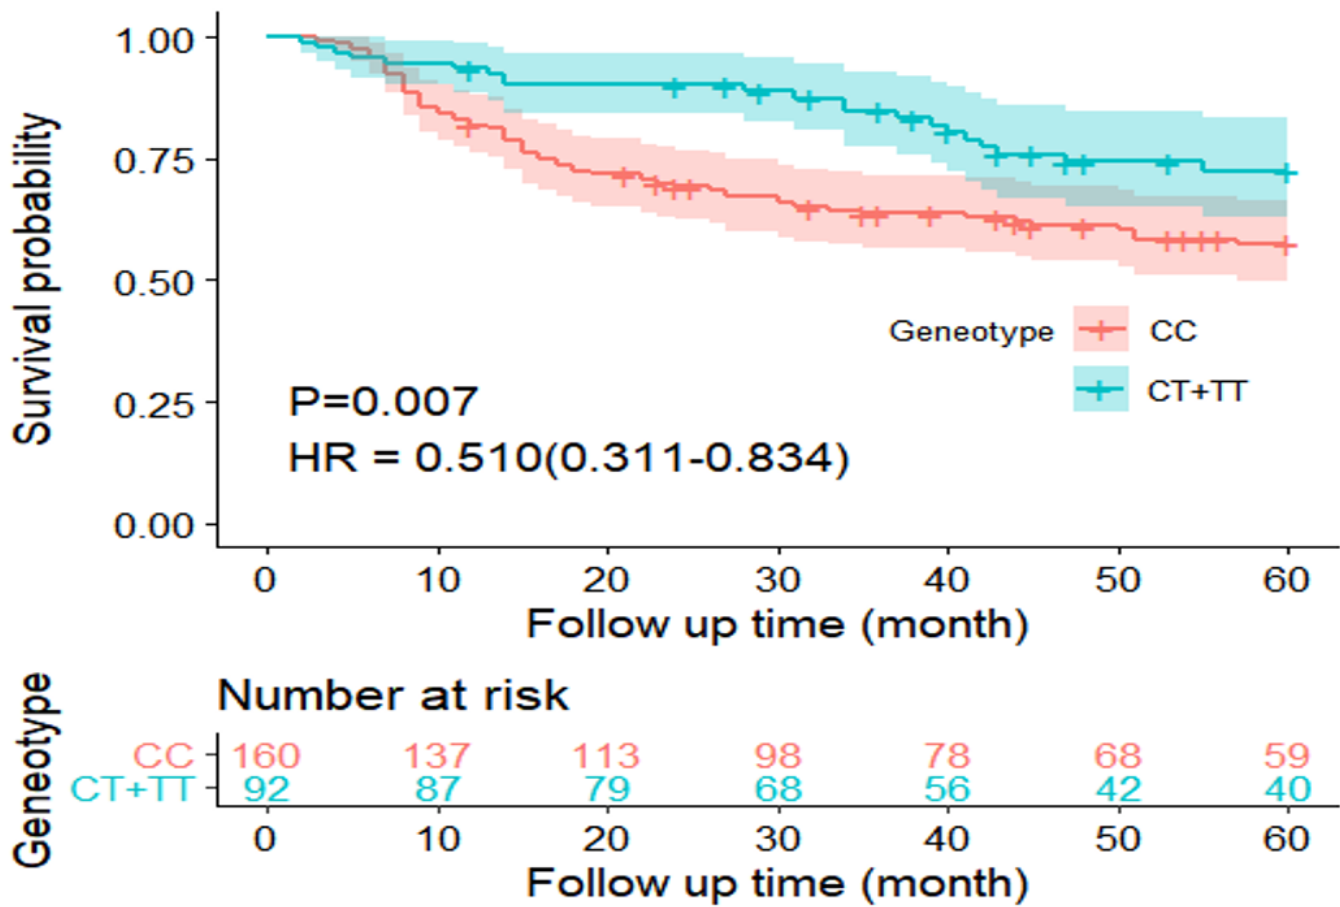 Survival probability
1.00
0.75
0.50
0.25
0.00
Geneotype
CC
CT+TT
P=0.007
HR = 0.510(0.311-0.834)
0 10 20 30 40 50 60
Follow up time (month)
Number at risk
Geneotype
CC 160 137 113 98 78 68 59
CT+TT 92 87 79 68 56 42 40
0 10 20 30 40 50 60
Follow up time (month)